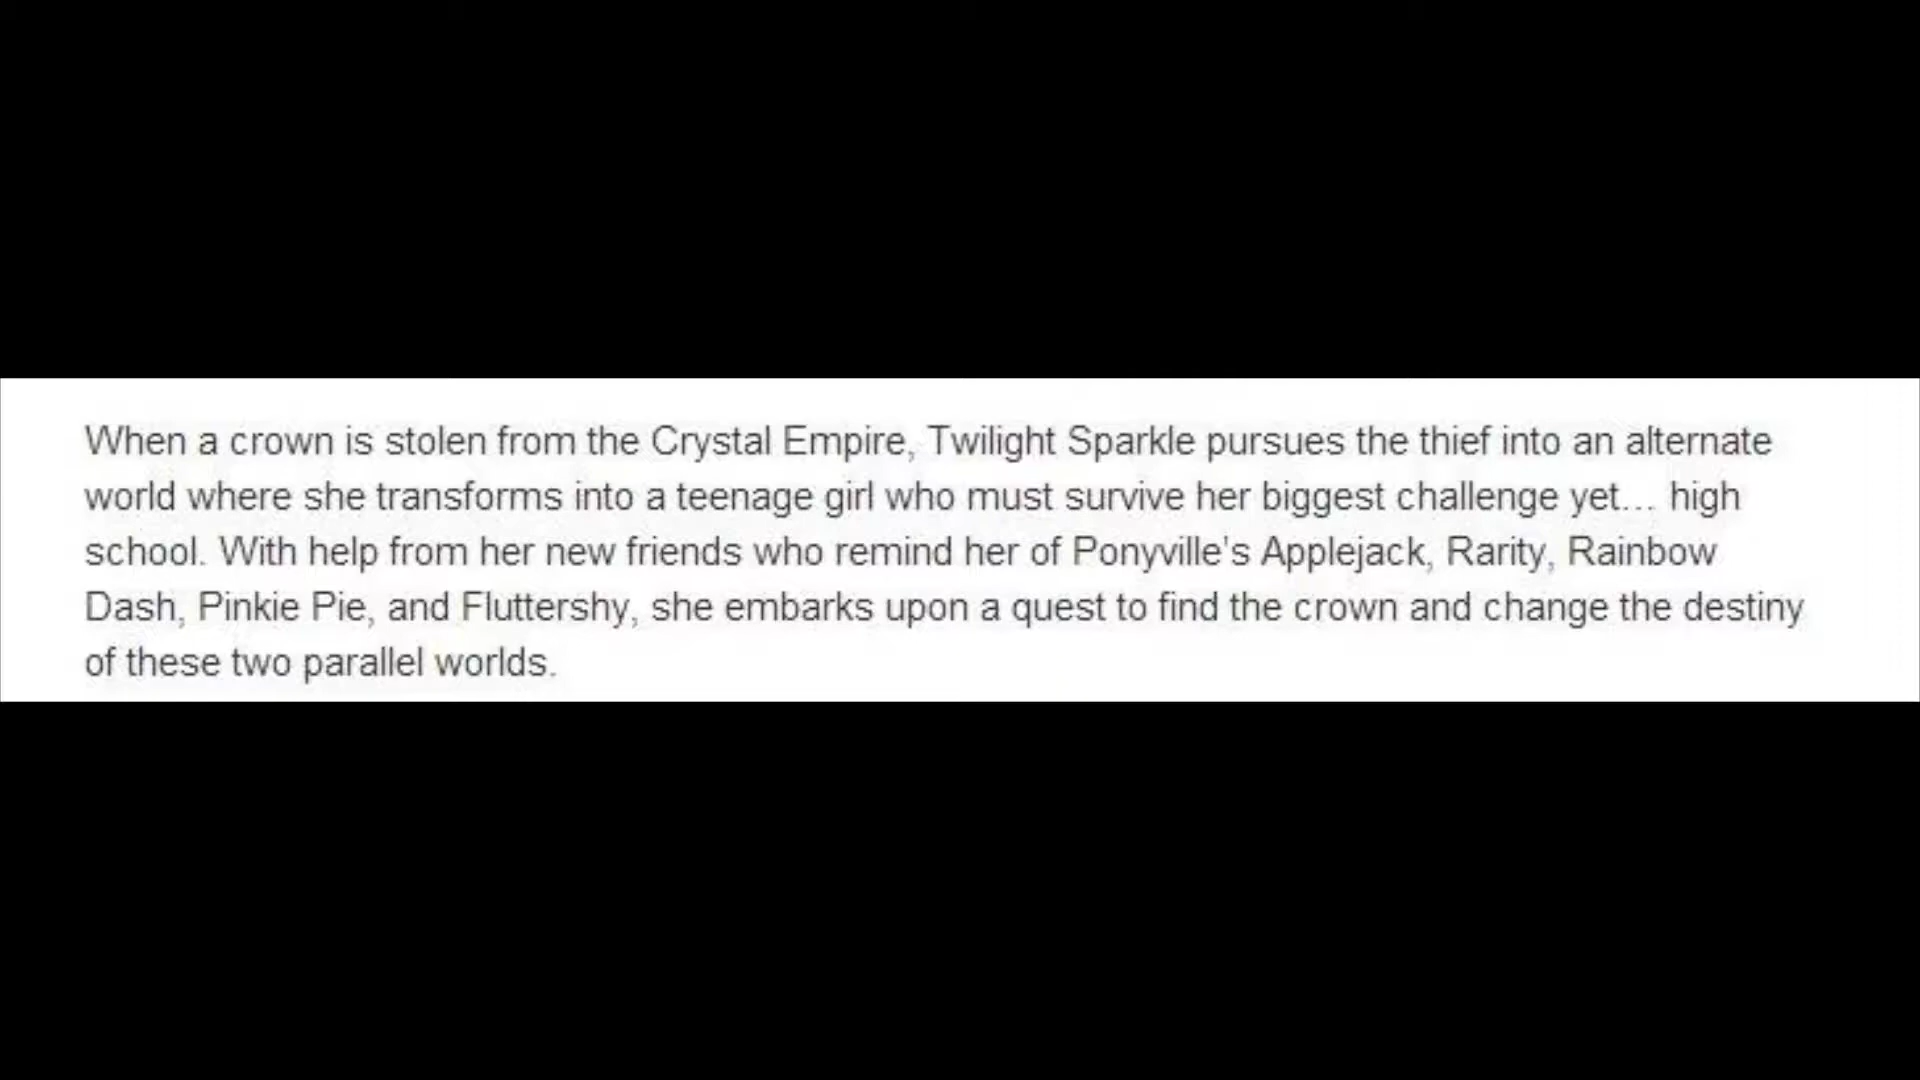 When a crown is stolen from the Crystal Empire, Twilight Sparkle pursues the thief into an alternate
world where she transforms into a teenage girl who must survive her biggest challenge yet... high
school. With help from her new friends who remind her of Ponyville's Applejack, Rarity, Rainbow
Dash, Pinkie Pie, and Fluttershy, she embarks upon a quest to find the crown and change the destiny
of these two parallel worlds.